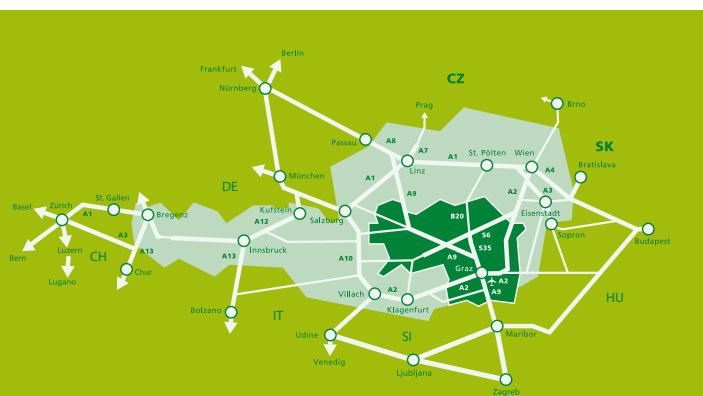 Berlin
Frankfurt
Nürnberg
CZ
Prag
Brno
Passau
A8
A7
Linz
A1
St. Pölten
Wien
SK
A4
Bratislava
DE
München
A1
A9
A2
A3
Eisenstadt
Basel
Zürich
St. Gallen
A1
Bregenz
Kufstein
A12
Salzburg
B20
Sopron
A3
A13
Luzern
Bern
CH
Chur
Lugano
Innsbruck
A13
A10
S6
S35
A9
Graz
A2
A9
Budapest
Villach
A2
Klagenfurt
A2
HU
Bolzano
IT
Udine
SI
Maribor
Venedig
Ljubljana
Zagreb